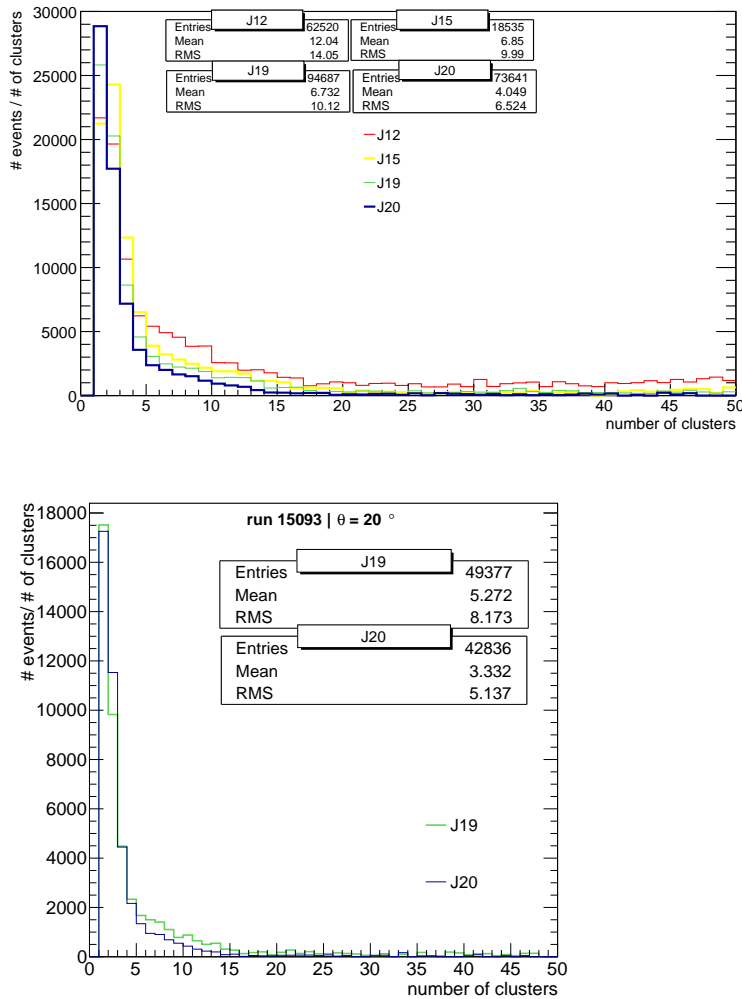 J12
Entries 62520
Mean 12.04
RMS 14.05
J15
Entries 18535
Mean 6.85
RMS 9.99
J19
Entries 94687
Mean 6.732
RMS 10.12
J20
Entries 73641
Mean 4.049
RMS 6.524
J12
J15
J19
J20
# events / # of clusters
30000
25000
20000
15000
10000
5000
0
0 5 10 15 20 25 30 35 40 45 50
number of clusters
run 15093 | θ = 20 °
J19
Entries 49377
Mean 5.272
RMS 8.173
J20
Entries 42836
Mean 3.332
RMS 5.137
J19
J20
# events/ # of clusters
18000
16000
14000
12000
10000
8000
6000
4000
2000
0
0 5 10 15 20 25 30 35 40 45 50
number of clusters